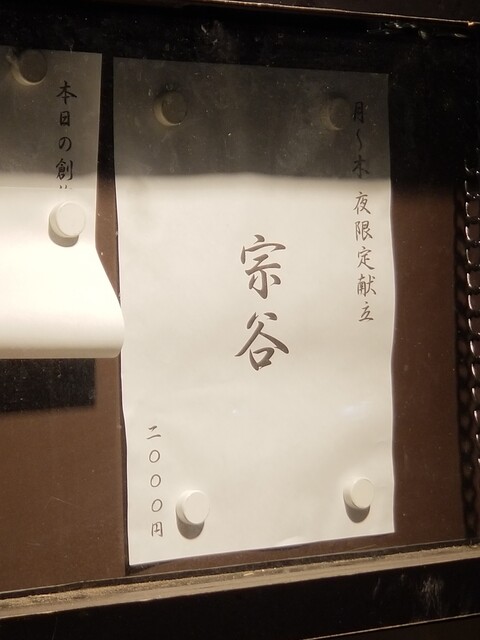 月～木 夜限定献立
宗谷
二〇〇〇円
本日の創